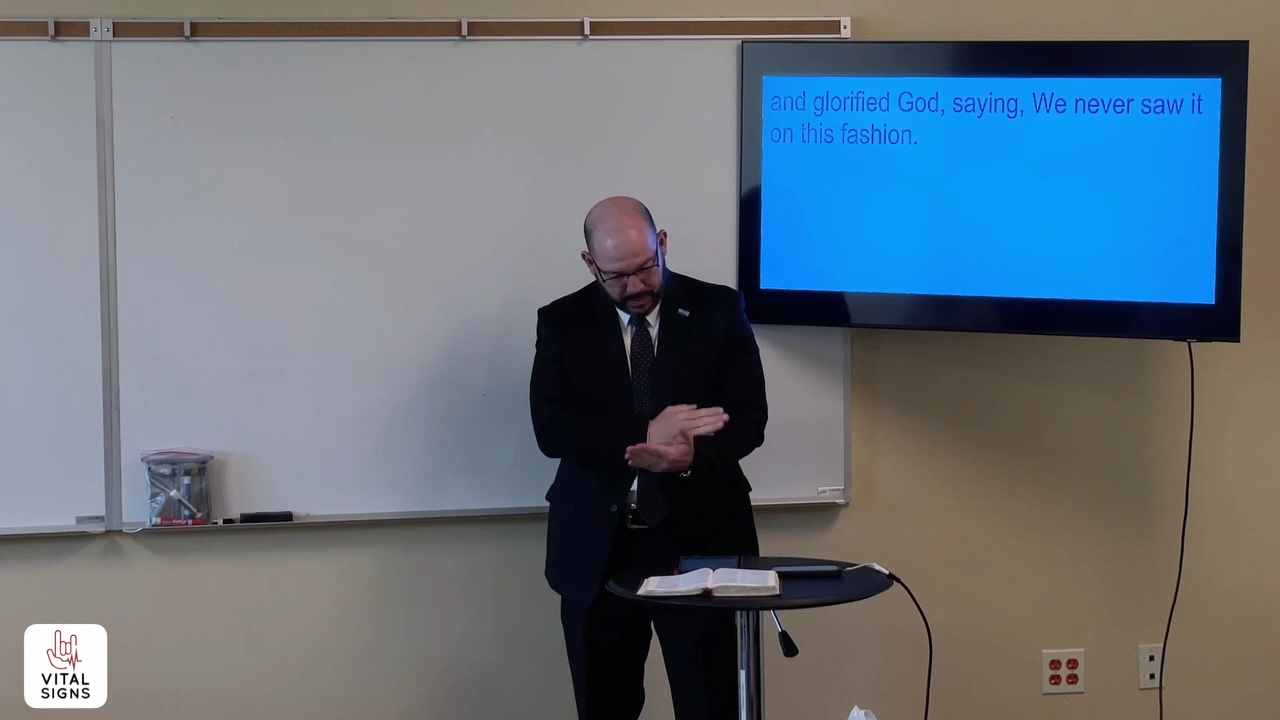 and glorified God, saying, We never saw it
on this fashion.
VITAL
SIGNS